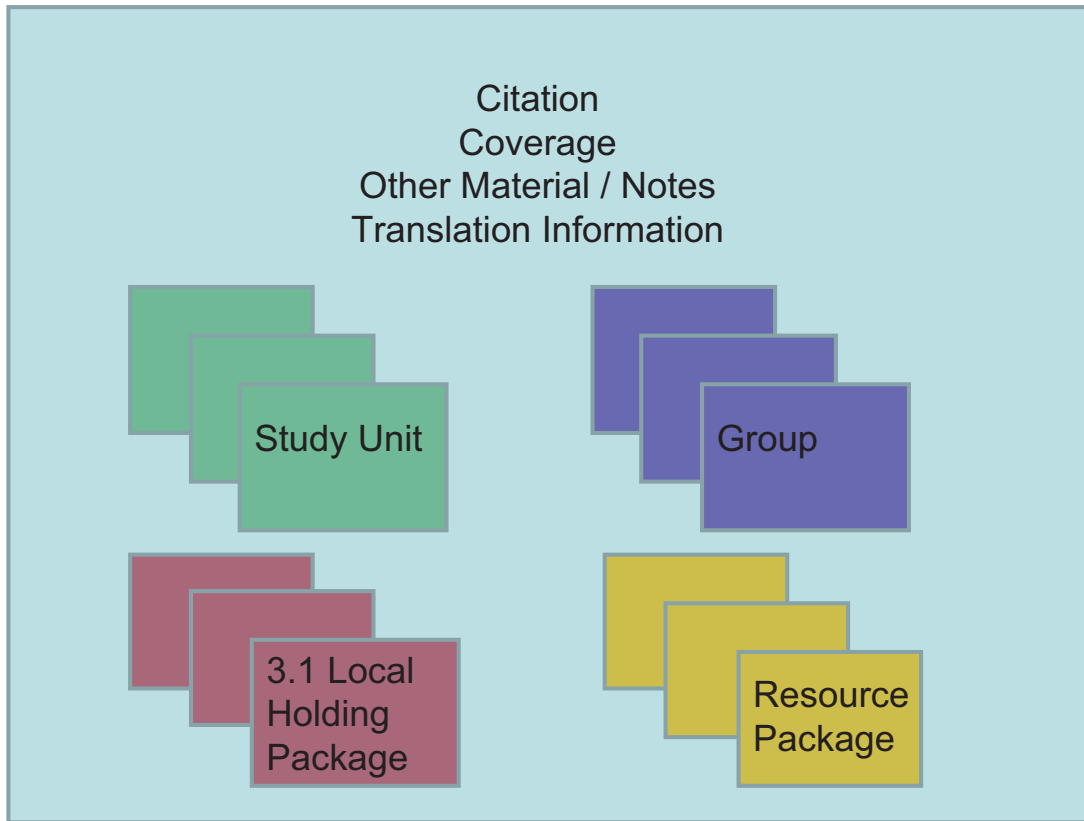 Citation
Coverage
Other Material / Notes
Translation Information
Study Unit
Group
3.1 Local
Holding
Package
Resource
Package